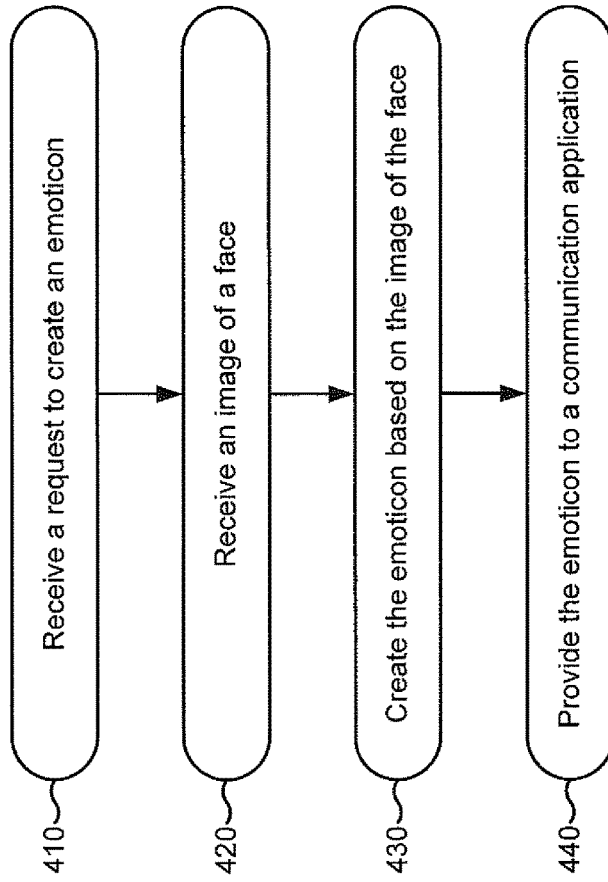 410
Receive a request to create an emoticon
420
Receive an image of a face
430
Create the emoticon based on the image of the face
440
Provide the emoticon to a communication application